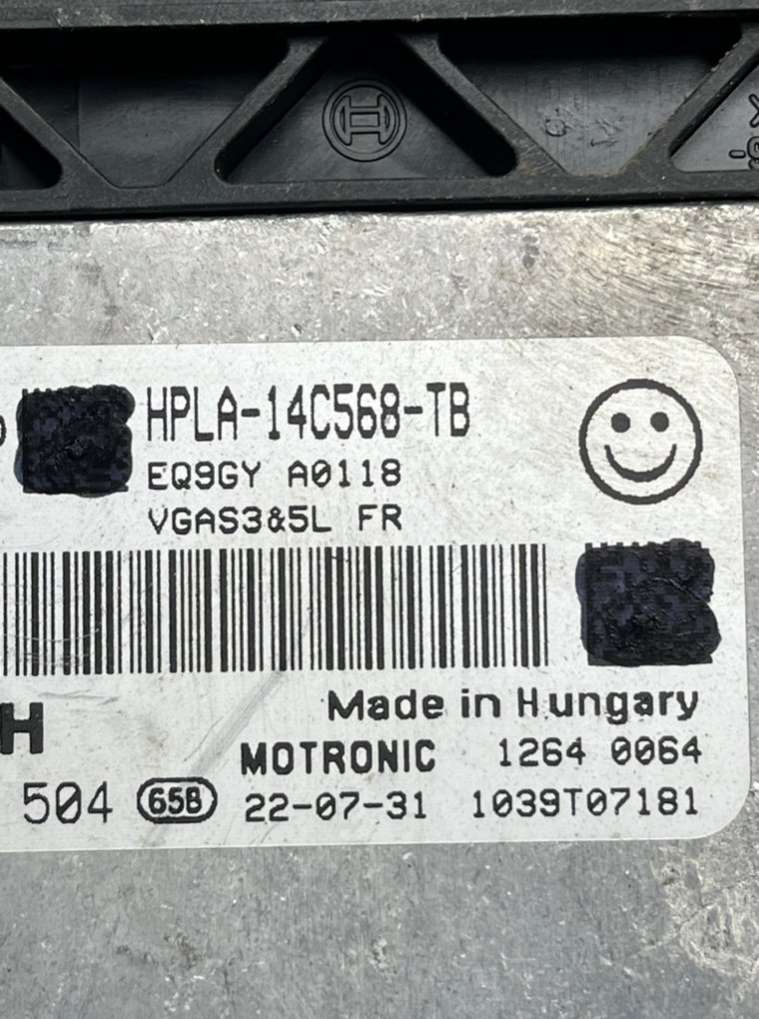 HPLA-14C568-TB
EQ9GY A0118
VGAS3&5L FR
Made in Hungary
MOTRONIC 1264 0064
504 65B 22-07-31 1039T07181